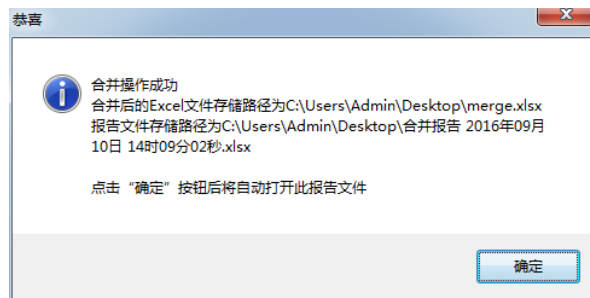 恭喜
合并操作成功
合并后的Excel文件存储路径为C:\Users\Admin\Desktop\merge.xlsx
报告文件存储路径为C:\Users\Admin\Desktop\合并报告 2016年09月
10日 14时09分02秒.xlsx
点击“确定”按钮后将自动打开此报告文件
确定